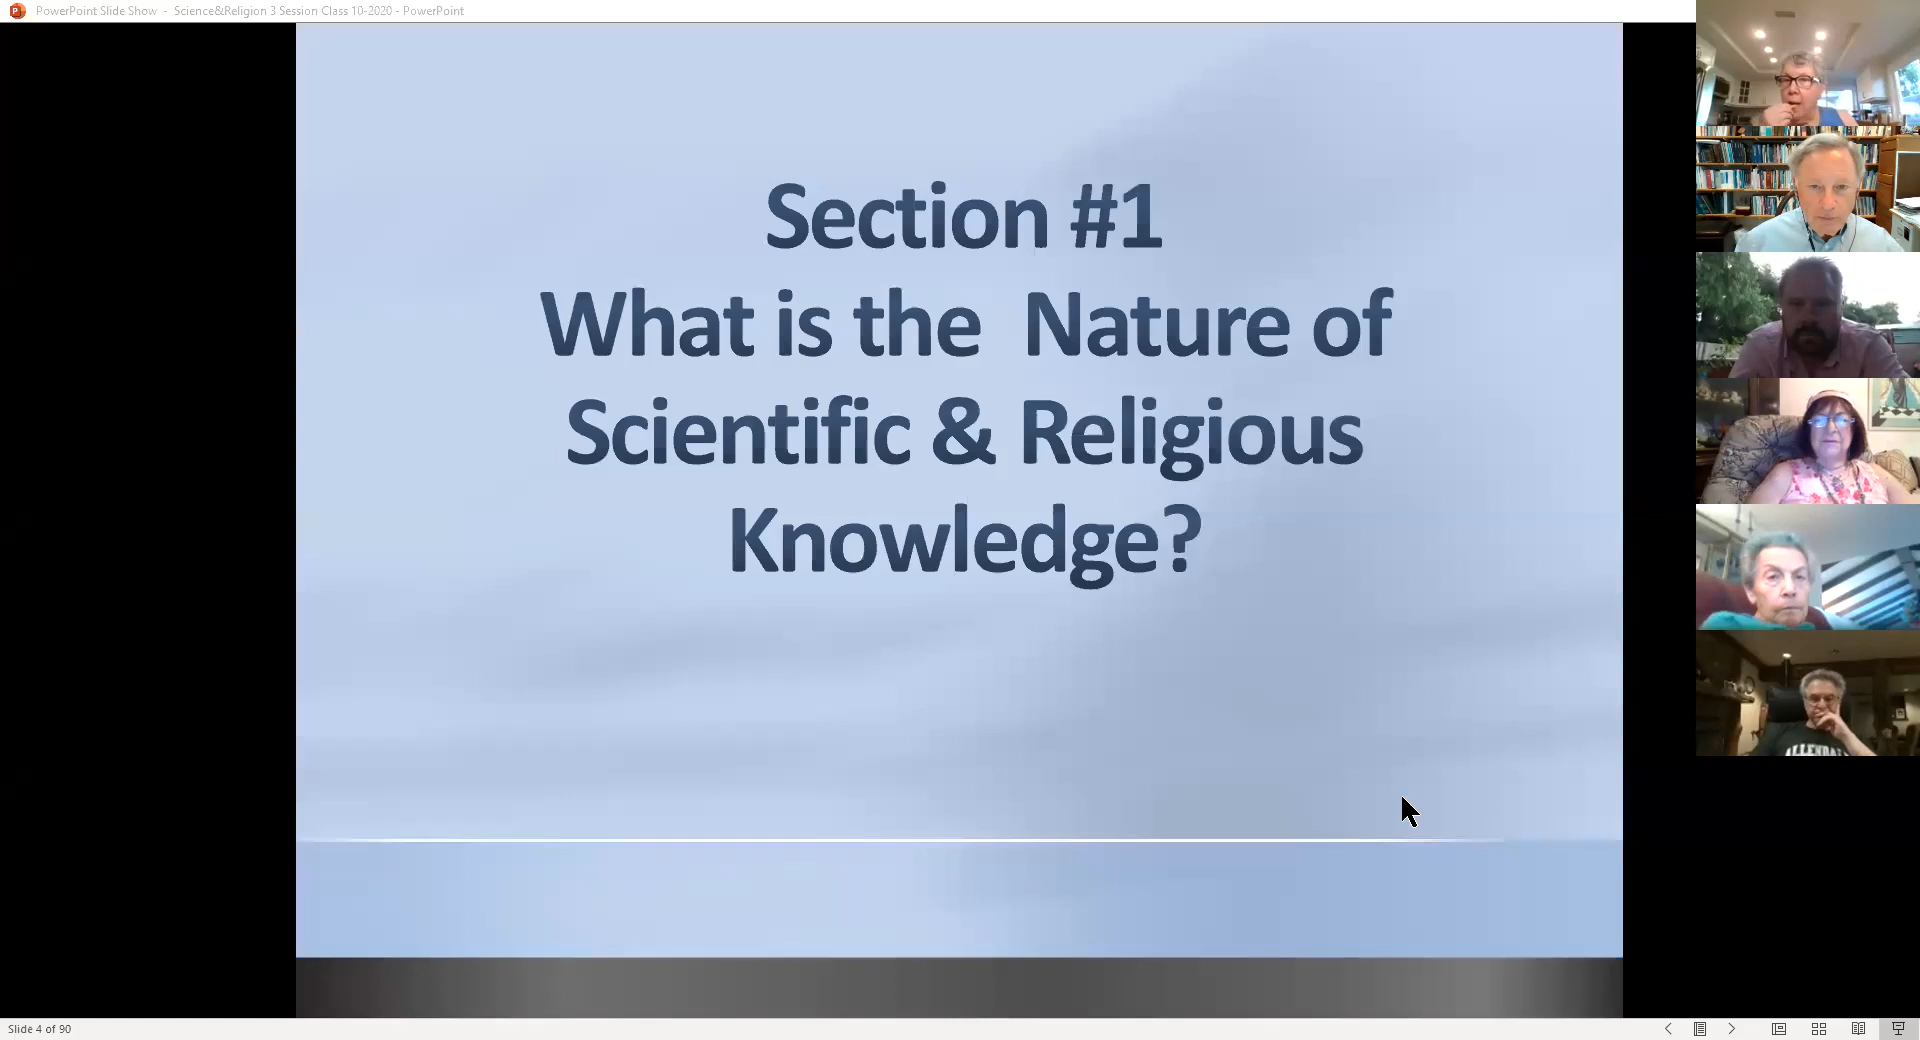 PowerPoint Slide Show - Science&Religion 3 Session Class 10-2020 - PowerPoint
Section #1
What is the Nature of
Scientific & Religious
Knowledge?
Slide 4 of 90